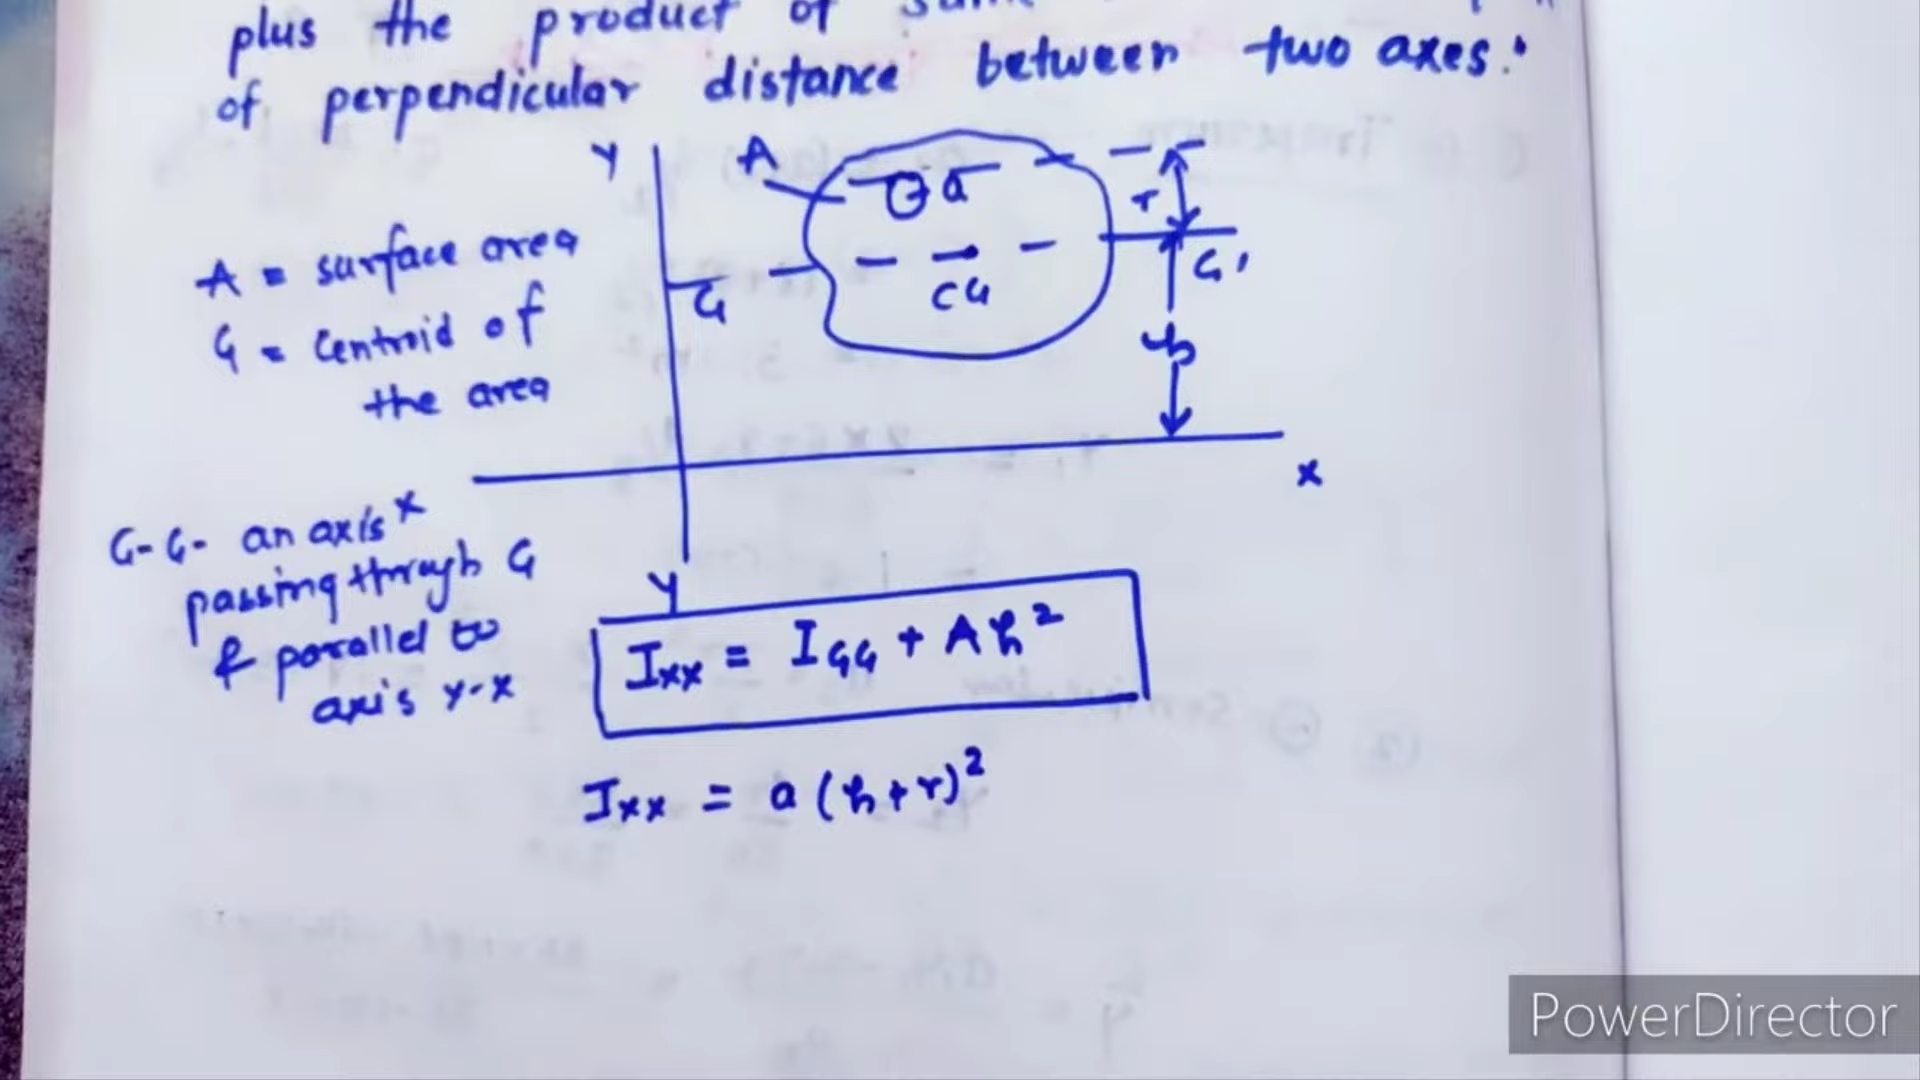 plus the product of
of perpendicular distance between two axes.
Y
A
a
r
A = surface area
G
CG
G'
G = Centroid of
the area
h
X
X
G-G- an axis
passing through G
& parallel to
axis Y-X
Y
Ixx = IGG + Ah²
Ixx = a (h+r)²
PowerDirector